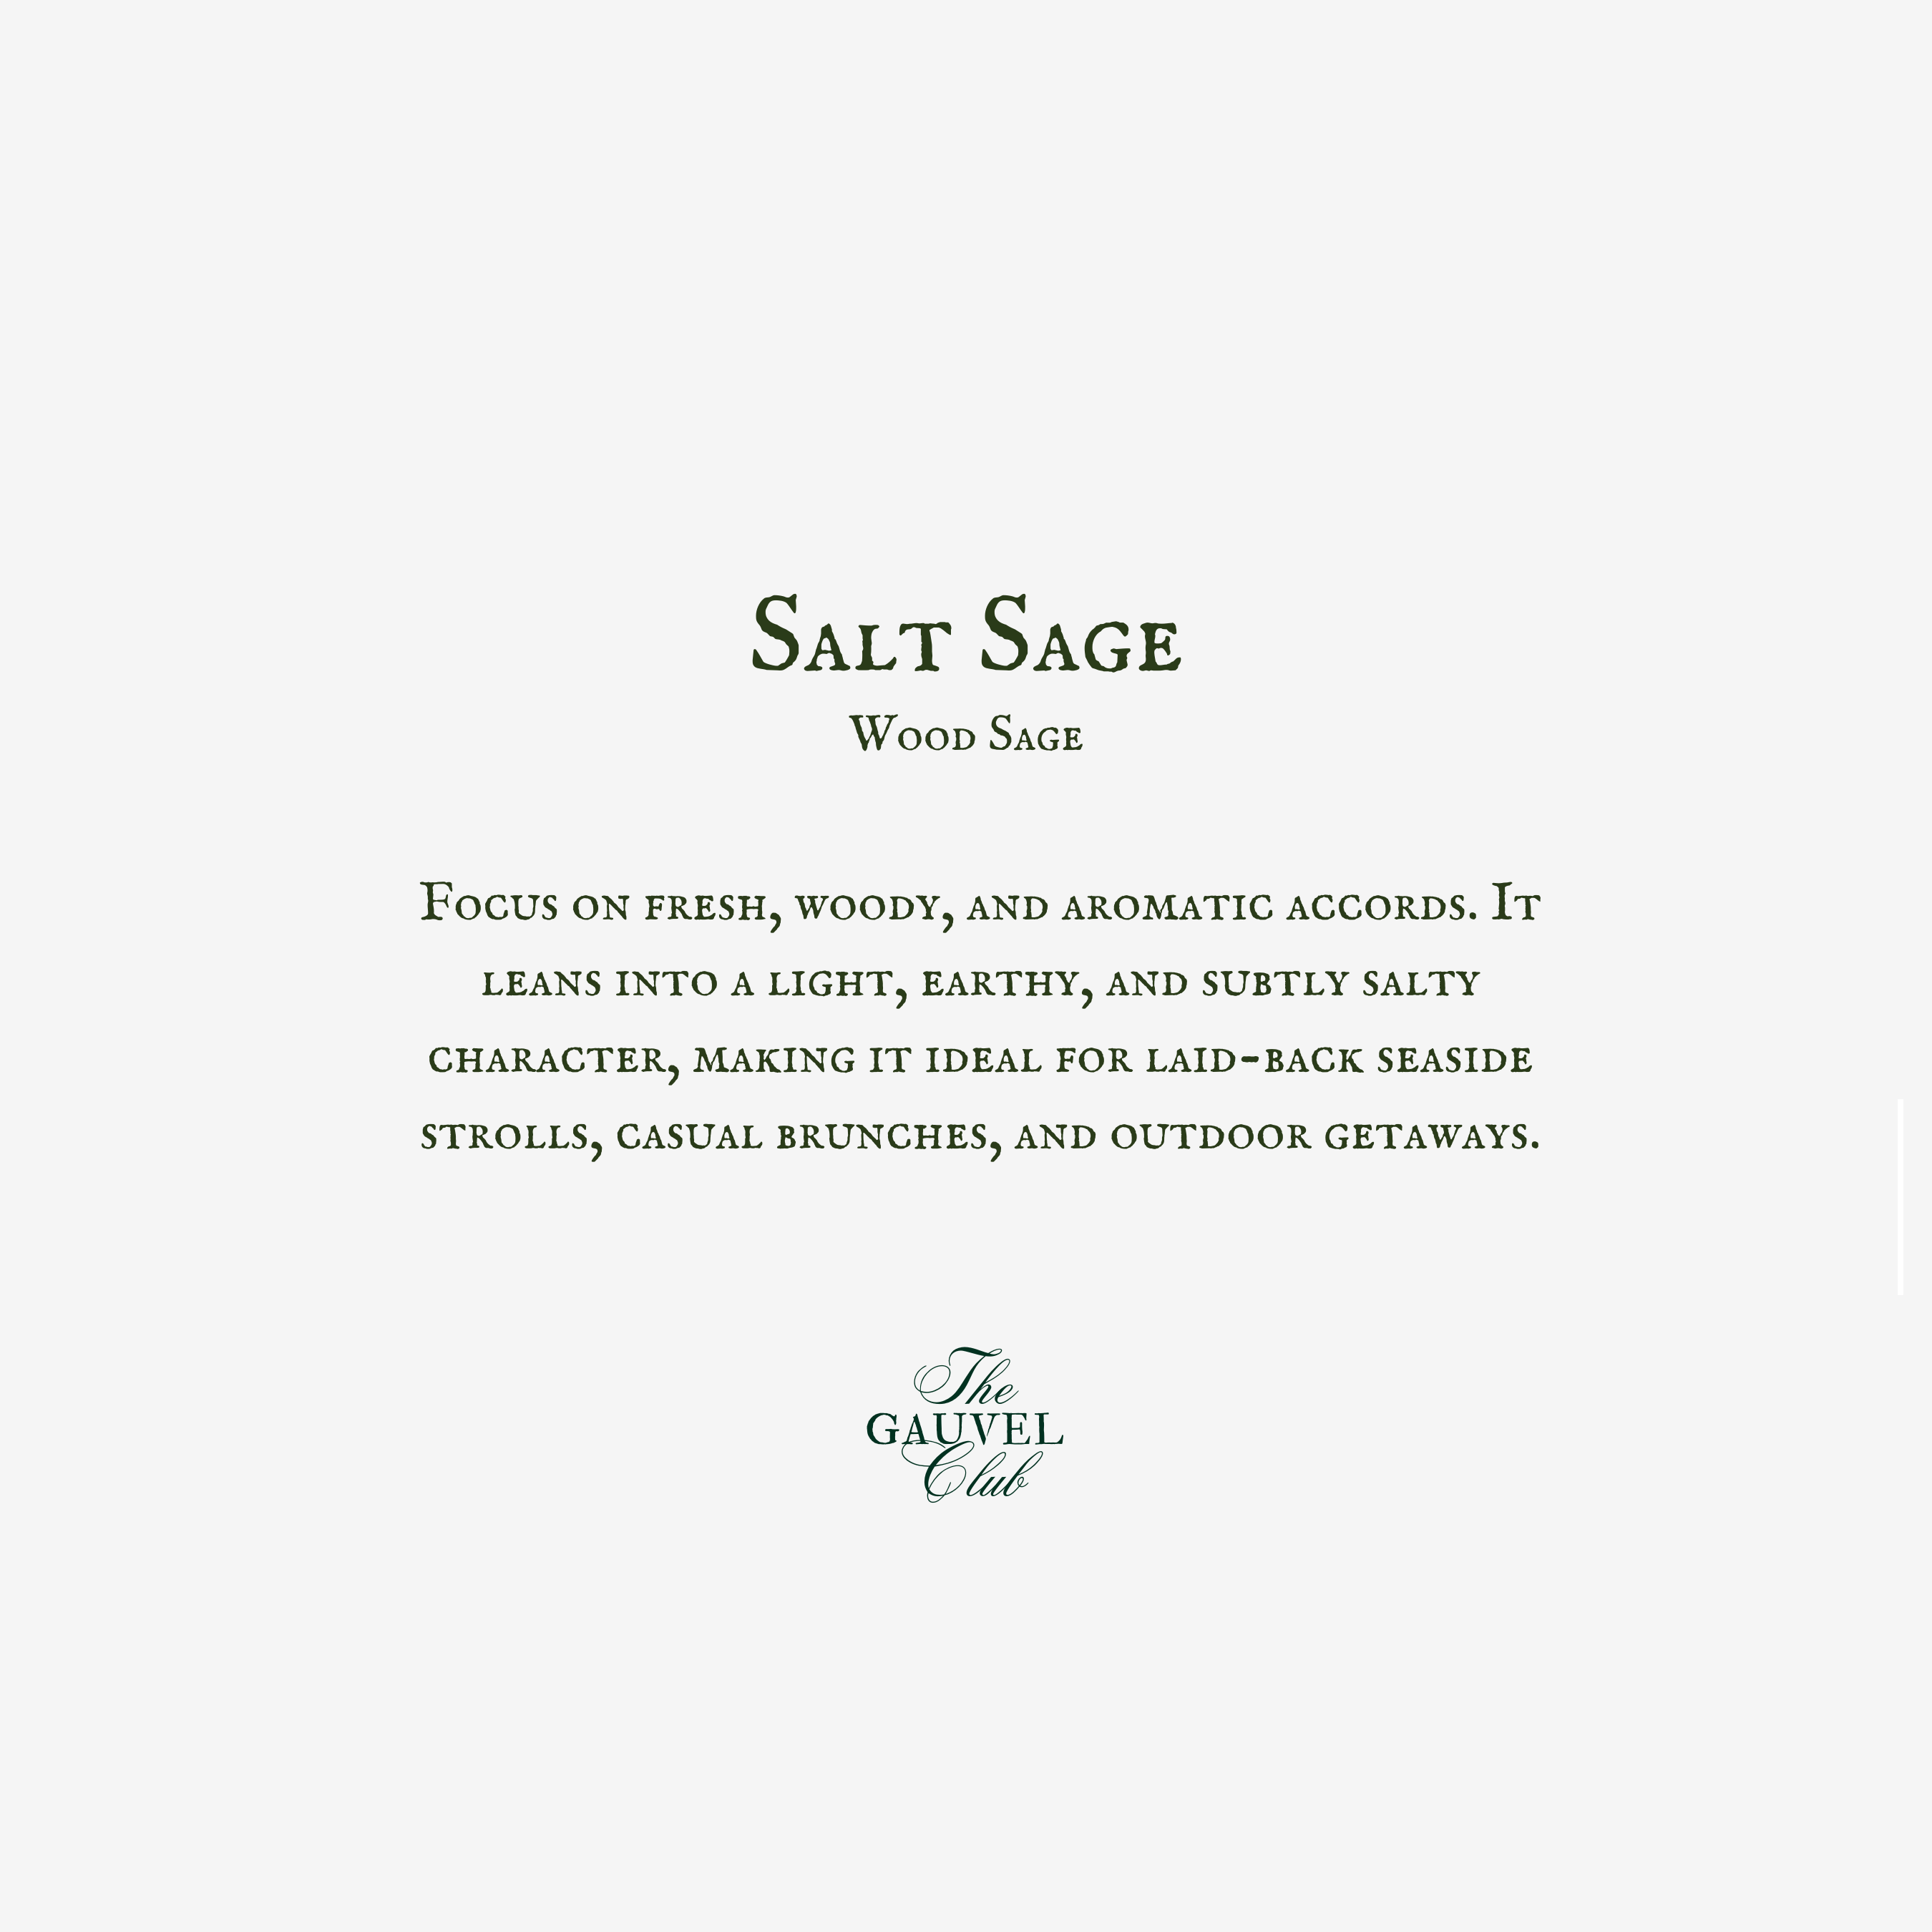 Salt Sage
Wood Sage
Focus on fresh, woody, and aromatic accords. It
leans into a light, earthy, and subtly salty
character, making it ideal for laid-back seaside
strolls, casual brunches, and outdoor getaways.
The
GAUVEL
Club